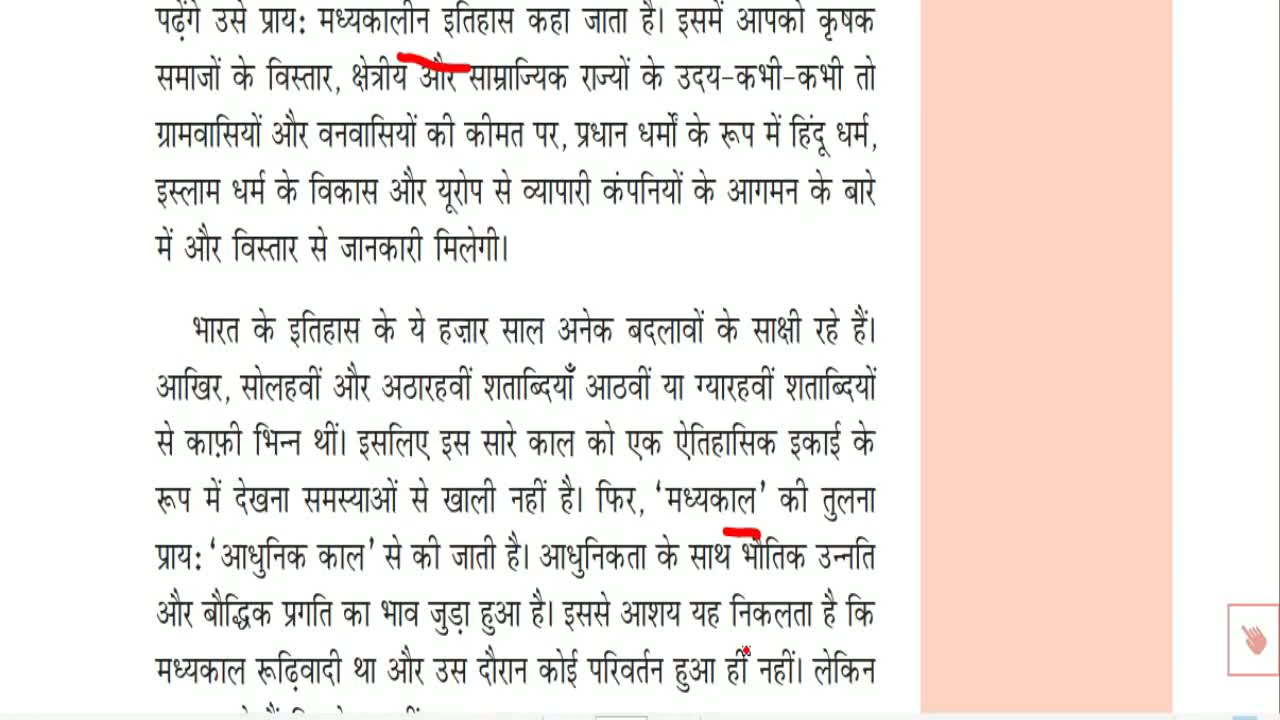 पढ़ेंगे उसे प्राय: मध्यकालीन इतिहास कहा जाता है। इसमें आपको कृषक
समाजों के विस्तार, क्षेत्रीय और साम्राज्यिक राज्यों के उदय-कभी-कभी तो
ग्रामवासियों और वनवासियों की कीमत पर, प्रधान धर्मों के रूप में हिंदू धर्म,
इस्लाम धर्म के विकास और यूरोप से व्यापारी कंपनियों के आगमन के बारे
में और विस्तार से जानकारी मिलेगी।
भारत के इतिहास के ये हज़ार साल अनेक बदलावों के साक्षी रहे हैं।
आखिर, सोलहवीं और अठारहवीं शताब्दियाँ आठवीं या ग्यारहवीं शताब्दियों
से काफ़ी भिन्न थीं। इसलिए इस सारे काल को एक ऐतिहासिक इकाई के
रूप में देखना समस्याओं से खाली नहीं है। फिर, ‘मध्यकाल’ की तुलना
प्राय: ‘आधुनिक काल’ से की जाती है। आधुनिकता के साथ भौतिक उन्नति
और बौद्धिक प्रगति का भाव जुड़ा हुआ है। इससे आशय यह निकलता है कि
मध्यकाल रूढ़िवादी था और उस दौरान कोई परिवर्तन हुआ ही नहीं। लेकिन